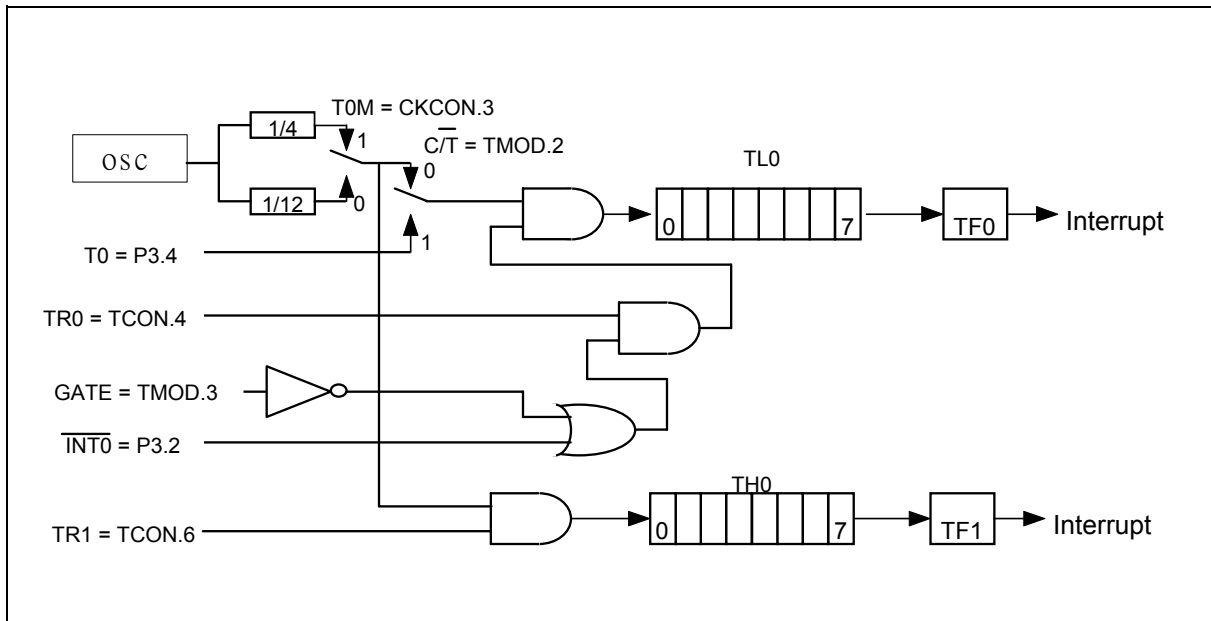 T0M = CKCON.3
1/4
1
C/T = TMOD.2
OSC
0
TL0
1/12
0
0 7
TF0
Interrupt
T0 = P3.4
1
TR0 = TCON.4
GATE = TMOD.3
INT0 = P3.2
TH0
0 7
TF1
Interrupt
TR1 = TCON.6